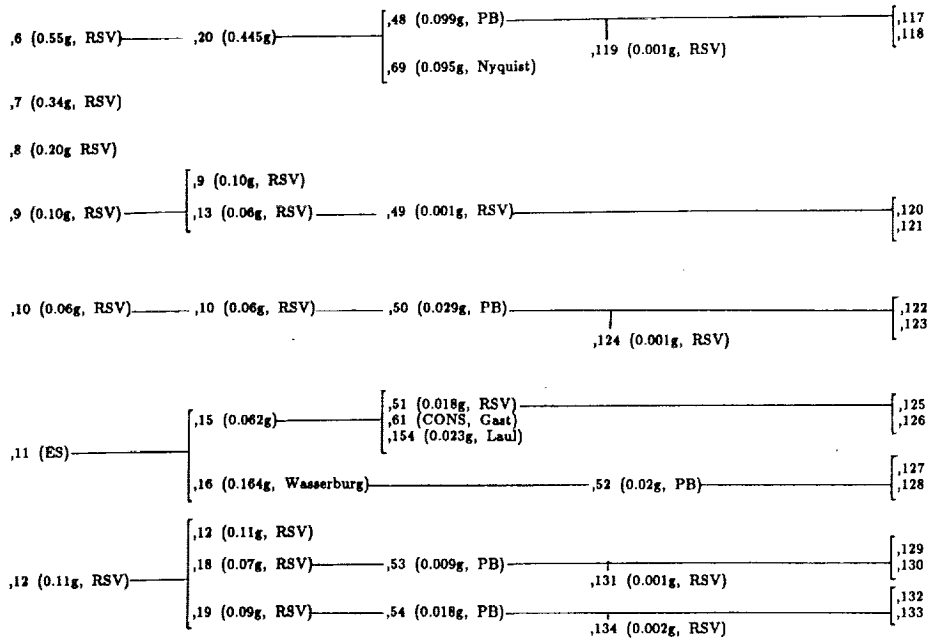 ,48 (0.099g, PB)
,117
,6 (0.55g, RSV)
,20 (0.445g)
,118
,119 (0.001g, RSV)
,69 (0.095g, Nyquist)
,7 (0.34g, RSV)
,8 (0.20g RSV)
,9 (0.10g, RSV)
,9 (0.10g, RSV)
,13 (0.06g, RSV)
,49 (0.001g, RSV)
,120
,121
,10 (0.06g, RSV)
,10 (0.06g, RSV)
,50 (0.029g, PB)
,122
,123
,124 (0.001g, RSV)
,51 (0.018g, RSV)
,125
,15 (0.062g)
,61 (CONS, Gast)
,126
,154 (0.023g, Laul)
,11 (ES)
,127
,16 (0.164g, Wasserburg)
,52 (0.02g, PB)
,128
,12 (0.11g, RSV)
,129
,18 (0.07g, RSV)
,53 (0.009g, PB)
,130
,12 (0.11g, RSV)
,131 (0.001g, RSV)
,132
,19 (0.09g, RSV)
,54 (0.018g, PB)
,133
,134 (0.002g, RSV)